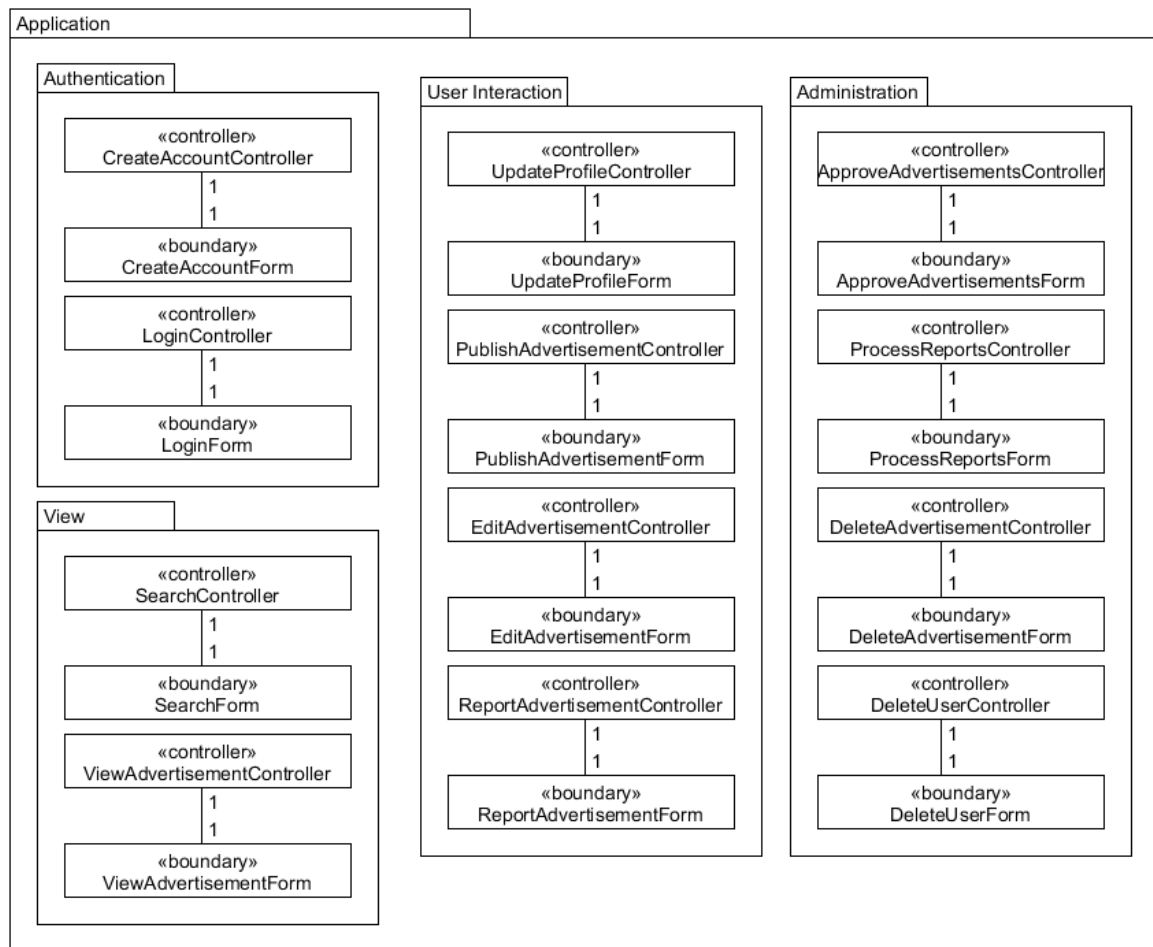 Application
Authentication
«controller»
CreateAccountController
1
1
«boundary»
CreateAccountForm
«controller»
LoginController
1
1
«boundary»
LoginForm
View
«controller»
SearchController
1
1
«boundary»
SearchForm
«controller»
ViewAdvertisementController
1
1
«boundary»
ViewAdvertisementForm
User Interaction
«controller»
UpdateProfileController
1
1
«boundary»
UpdateProfileForm
«controller»
PublishAdvertisementController
1
1
«boundary»
PublishAdvertisementForm
«controller»
EditAdvertisementController
1
1
«boundary»
EditAdvertisementForm
«controller»
ReportAdvertisementController
1
1
«boundary»
ReportAdvertisementForm
Administration
«controller»
ApproveAdvertisementsController
1
1
«boundary»
ApproveAdvertisementsForm
«controller»
ProcessReportsController
1
1
«boundary»
ProcessReportsForm
«controller»
DeleteAdvertisementController
1
1
«boundary»
DeleteAdvertisementForm
«controller»
DeleteUserController
1
1
«boundary»
DeleteUserForm